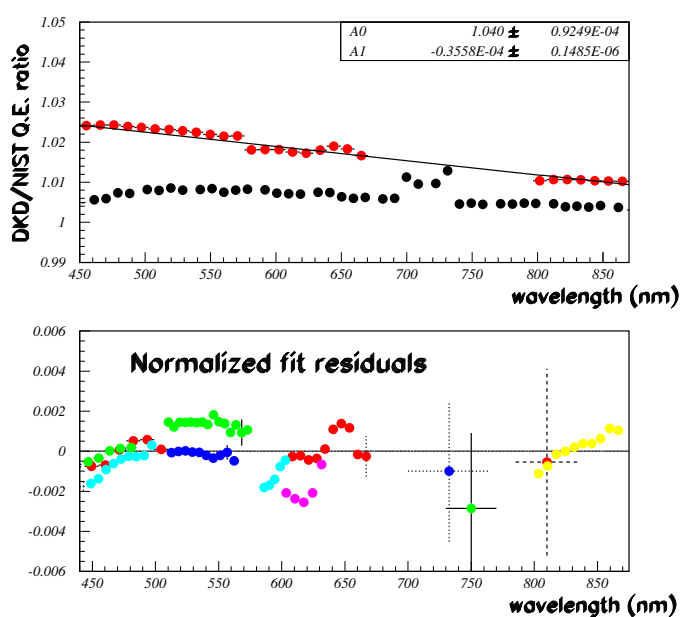 1.05
A0 1.040 ± 0.9249E-04
A1 -0.3558E-04 ± 0.1485E-06
1.04
1.03
1.02
1.01
1
0.99
DKD/NIST Q.E. ratio
450 500 550 600 650 700 750 800 850
wavelength (nm)
0.006
Normalized fit residuals
0.004
0.002
0
-0.002
-0.004
-0.006
450 500 550 600 650 700 750 800 850
wavelength (nm)